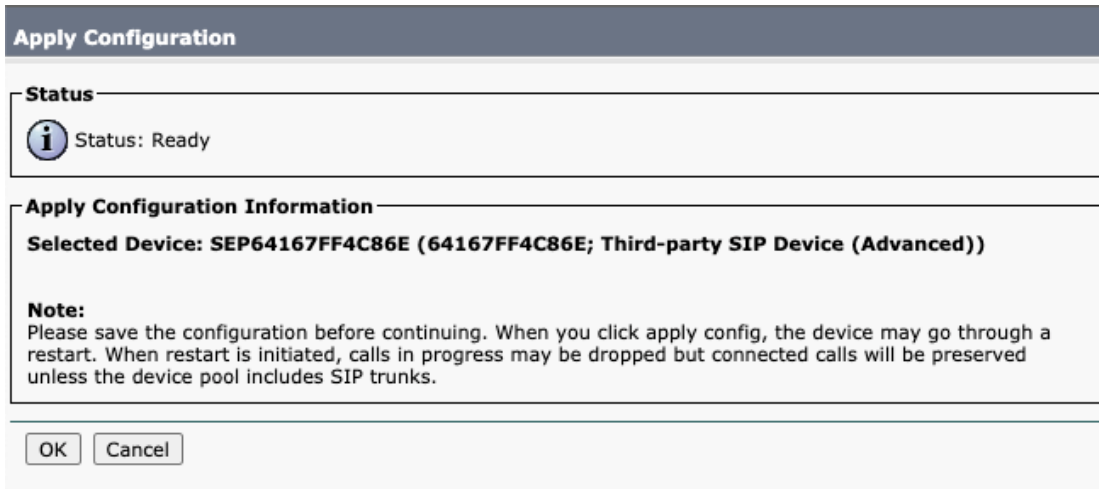 Apply Configuration
Status
Status: Ready
Apply Configuration Information
Selected Device: SEP64167FF4C86E (64167FF4C86E; Third-party SIP Device (Advanced))
Note:
Please save the configuration before continuing. When you click apply config, the device may go through a
restart. When restart is initiated, calls in progress may be dropped but connected calls will be preserved
unless the device pool includes SIP trunks.
OK Cancel